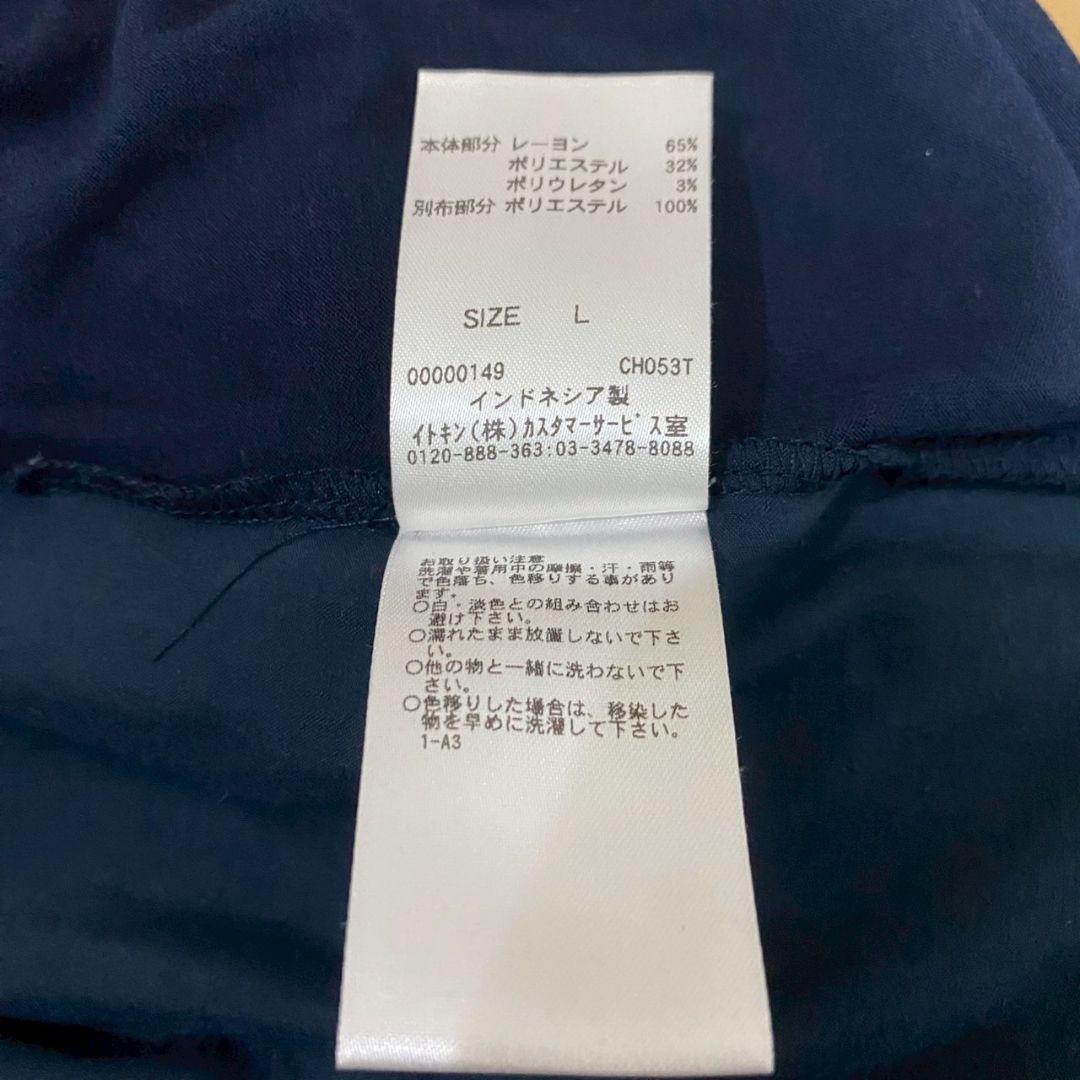 本体部分 レーヨン 65%
ポリエステル 32%
ポリウレタン 3%
別布部分 ポリエステル 100%
SIZE L
00000149 CH053T
インドネシア製
イトキン(株)カスタマーサービス室
0120-888-363:03-3478-8088
お取り扱い注意
洗濯や着用中の摩擦・汗・雨等
で色落ち、色移りする事があり
ます。
○白・淡色との組み合わせはお
避け下さい。
○濡れたまま放置しないで下さ
い。
○他の物と一緒に洗わないで下
さい。
○色移りした場合は、移染した
物を早めに洗濯して下さい。
1-A3